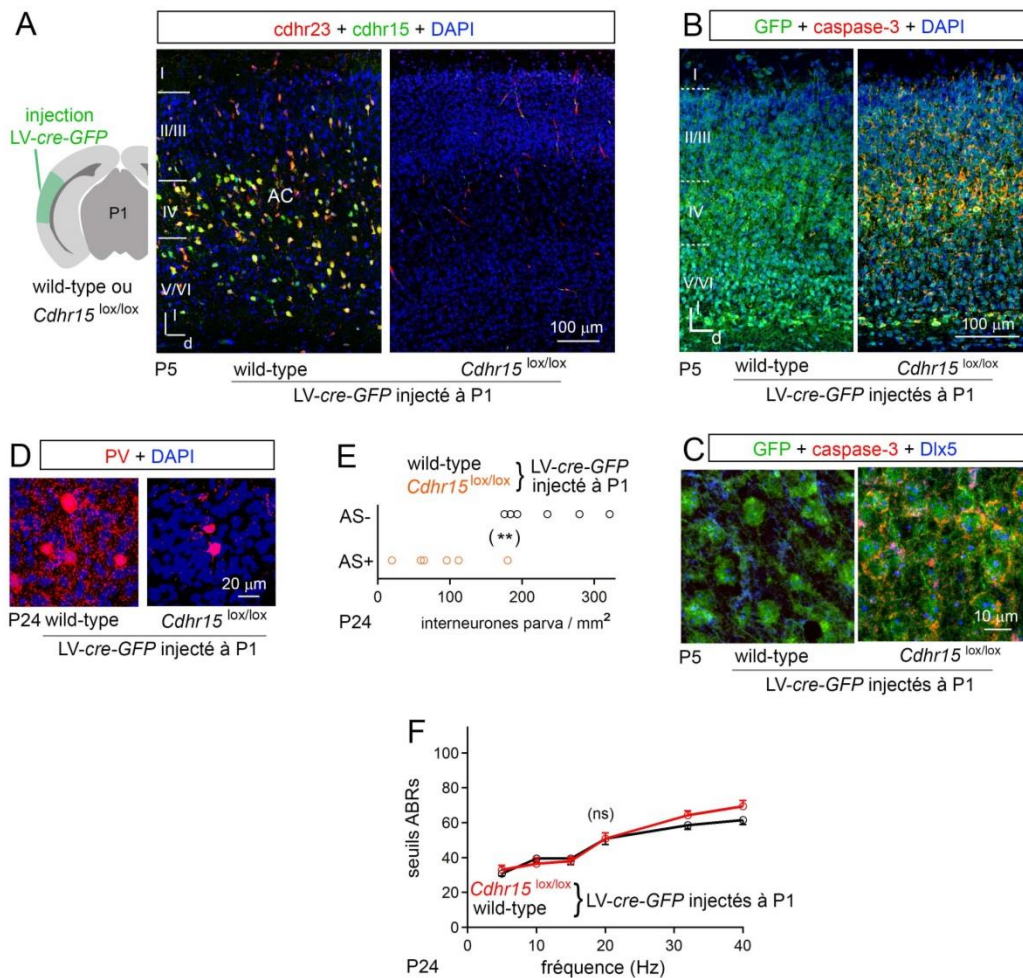 A
cdhr23 + cdhr15 + DAPI
injection
LV-cre-GFP
P1
wild-type ou
Cdhr15 lox/lox
I
II/III
IV
V/VI
AC
l
d
100 µm
P5
wild-type
Cdhr15 lox/lox
LV-cre-GFP injecté à P1
B
GFP + caspase-3 + DAPI
I
II/III
IV
V/VI
l
d
100 µm
P5
wild-type
Cdhr15 lox/lox
LV-cre-GFP injectés à P1
D
PV + DAPI
20 µm
P24 wild-type
Cdhr15 lox/lox
LV-cre-GFP injecté à P1
E
wild-type
Cdhr15 lox/lox
} LV-cre-GFP
injecté à P1
AS-
(**)
AS+
0 100 200 300
P24
interneurones parva / mm²
C
GFP + caspase-3 + Dlx5
10 µm
P5
wild-type
Cdhr15 lox/lox
LV-cre-GFP injectés à P1
F
seuils ABRs
100
80
60
40
20
0
(ns)
Cdhr15 lox/lox
wild-type
} LV-cre-GFP injectés à P1
0 10 20 30 40
P24
fréquence (Hz)